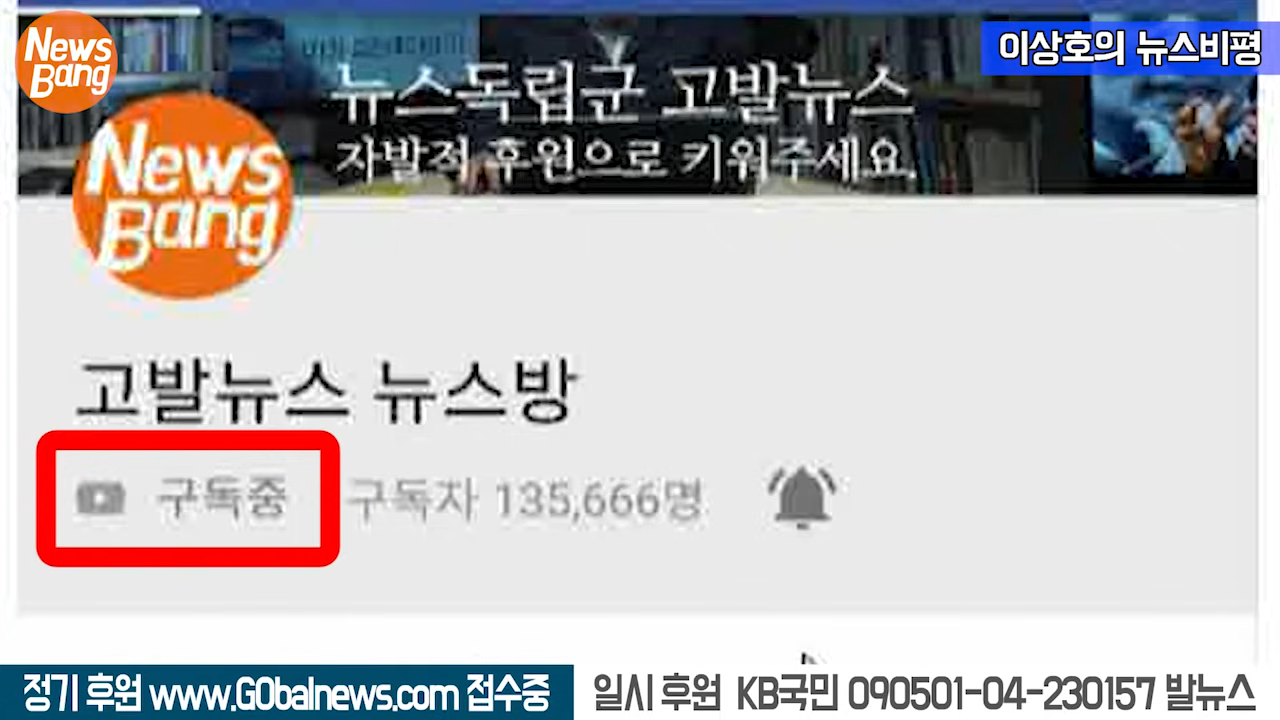 News
Bang
이상호의 뉴스비평
뉴스독립군 고발뉴스
자발적 후원으로 키워주세요.
News
Bang
고발뉴스 뉴스방
구독중 구독자 135,666명
정기 후원 www.GObalnews.com 접수중
일시 후원 KB국민 090501-04-230157 발뉴스